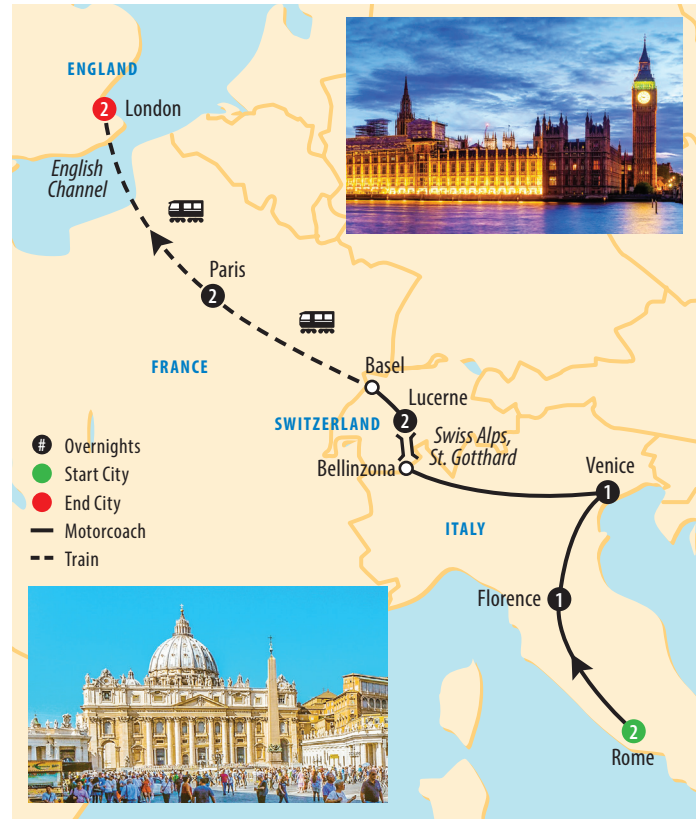 ENGLAND
2
London
English
Channel
Paris
2
FRANCE
Basel
Lucerne
SWITZERLAND
2
Swiss Alps,
St. Gotthard
Bellinzona
Venice
1
ITALY
# Overnights
Start City
End City
Motorcoach
Train
Florence
1
2
Rome